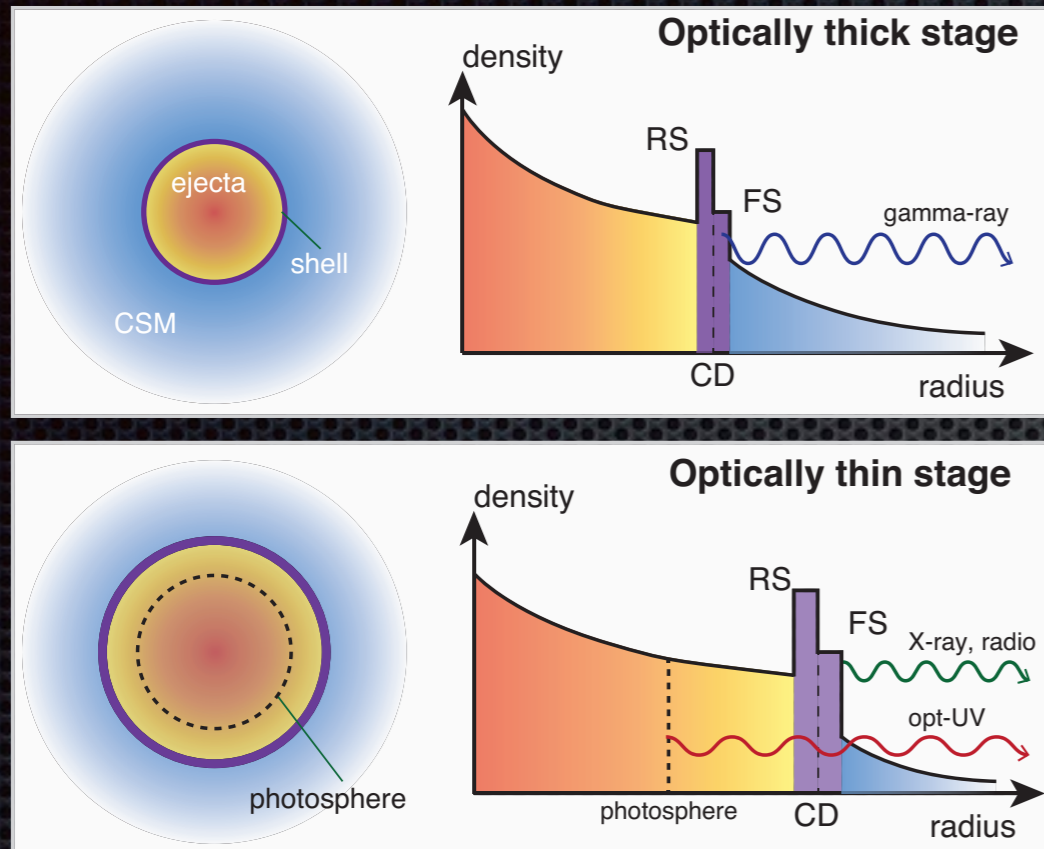 Optically thick stage
density
RS
FS
gamma-ray
ejecta
shell
CSM
CD
radius
Optically thin stage
density
RS
FS
X-ray, radio
opt-UV
photosphere
photosphere
CD
radius